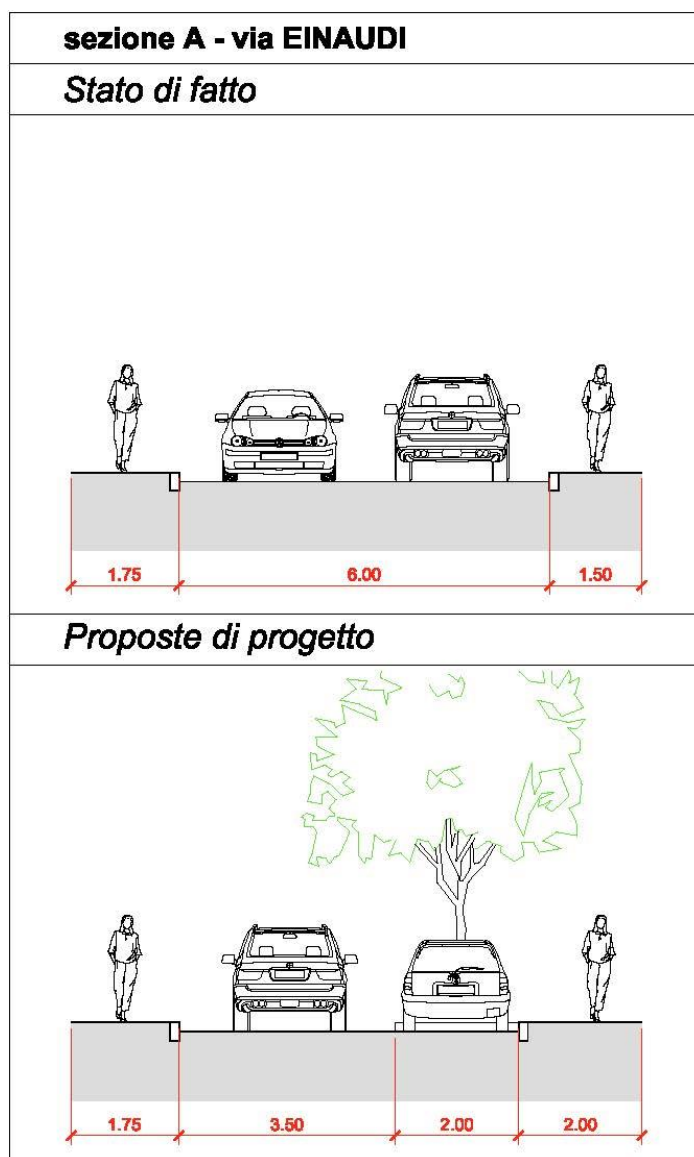 sezione A - via EINAUDI
Stato di fatto
1.75 6.00 1.50
Proposte di progetto
1.75 3.50 2.00 2.00